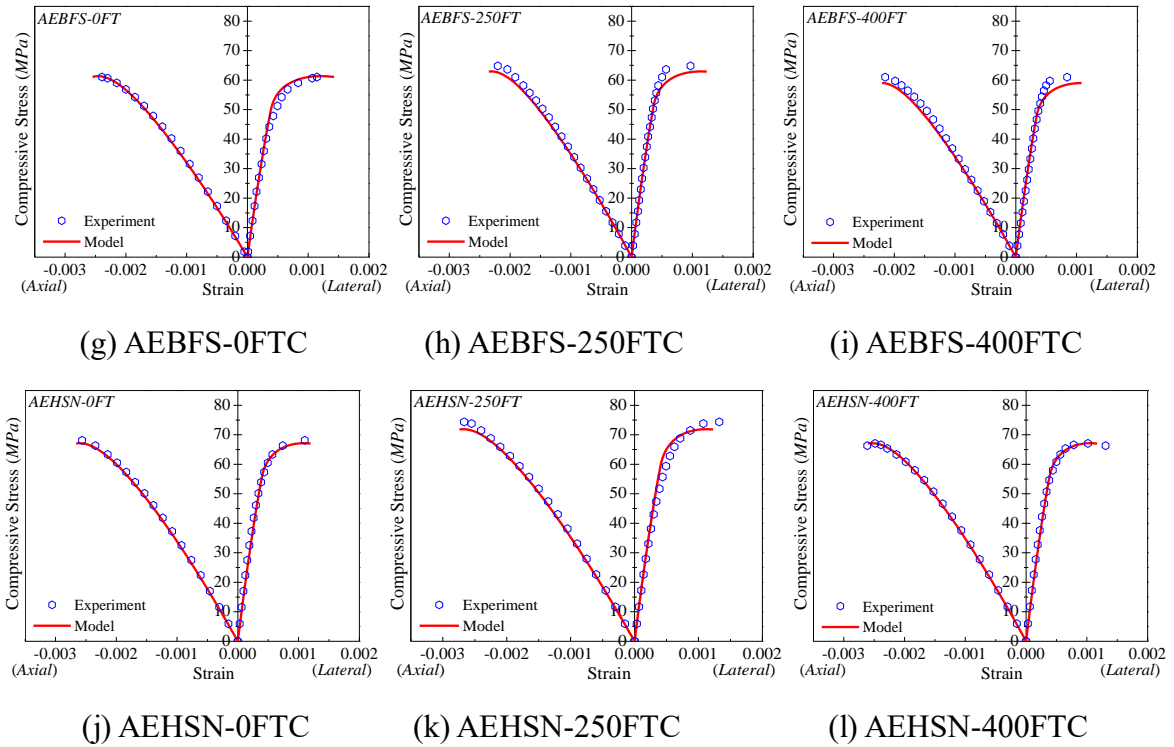 AEBFS-0FT
Compressive Stress (MPa)
80
70
60
50
40
30
20
10
0
Experiment
Model
-0.003 -0.002 -0.001 0.000 0.001 0.002
(Axial) Strain (Lateral)
(g) AEBFS-0FTC
AEBFS-250FT
Compressive Stress (MPa)
80
70
60
50
40
30
20
10
0
Experiment
Model
-0.003 -0.002 -0.001 0.000 0.001 0.002
(Axial) Strain (Lateral)
(h) AEBFS-250FTC
AEBFS-400FT
Compressive Stress (MPa)
80
70
60
50
40
30
20
10
0
Experiment
Model
-0.003 -0.002 -0.001 0.000 0.001 0.002
(Axial) Strain (Lateral)
(i) AEBFS-400FTC
AEHSN-0FT
Compressive Stress (MPa)
80
70
60
50
40
30
20
10
0
Experiment
Model
-0.003 -0.002 -0.001 0.000 0.001 0.002
(Axial) Strain (Lateral)
(j) AEHSN-0FTC
AEHSN-250FT
Compressive Stress (MPa)
80
70
60
50
40
30
20
10
0
Experiment
Model
-0.003 -0.002 -0.001 0.000 0.001 0.002
(Axial) Strain (Lateral)
(k) AEHSN-250FTC
AEHSN-400FT
Compressive Stress (MPa)
80
70
60
50
40
30
20
10
0
Experiment
Model
-0.003 -0.002 -0.001 0.000 0.001 0.002
(Axial) Strain (Lateral)
(l) AEHSN-400FTC